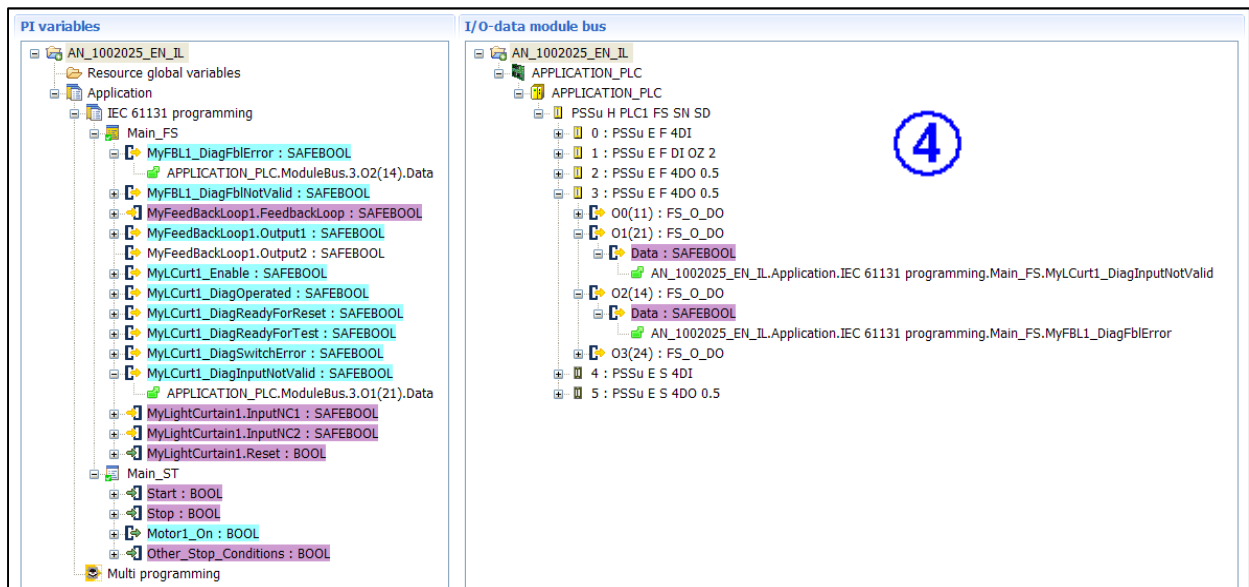 PI variables
AN_1002025_EN_IL
Resource global variables
Application
IEC 61131 programming
Main_FS
MyFBL1_DiagFblError : SAFEBOOL
APPLICATION_PLC.ModuleBus.3.O2(14).Data
MyFBL1_DiagFblNotValid : SAFEBOOL
MyFeedBackLoop1.FeedbackLoop : SAFEBOOL
MyFeedBackLoop1.Output1 : SAFEBOOL
MyFeedBackLoop1.Output2 : SAFEBOOL
MyLCurt1_Enable : SAFEBOOL
MyLCurt1_DiagOperated : SAFEBOOL
MyLCurt1_DiagReadyForReset : SAFEBOOL
MyLCurt1_DiagReadyForTest : SAFEBOOL
MyLCurt1_DiagSwitchError : SAFEBOOL
MyLCurt1_DiagInputNotValid : SAFEBOOL
APPLICATION_PLC.ModuleBus.3.O1(21).Data
MyLightCurtain1.InputNC1 : SAFEBOOL
MyLightCurtain1.InputNC2 : SAFEBOOL
MyLightCurtain1.Reset : BOOL
Main_ST
Start : BOOL
Stop : BOOL
Motor1_On : BOOL
Other_Stop_Conditions : BOOL
Multi programming
I/O-data module bus
AN_1002025_EN_IL
APPLICATION_PLC
APPLICATION_PLC
PSSu H PLC1 FS SN SD
0 : PSSu E F 4DI
1 : PSSu E F DI OZ 2
2 : PSSu E F 4DO 0.5
3 : PSSu E F 4DO 0.5
O0(11) : FS_O_DO
O1(21) : FS_O_DO
Data : SAFEBOOL
AN_1002025_EN_IL.Application.IEC 61131 programming.Main_FS.MyLCurt1_DiagInputNotValid
O2(14) : FS_O_DO
Data : SAFEBOOL
AN_1002025_EN_IL.Application.IEC 61131 programming.Main_FS.MyFBL1_DiagFblError
O3(24) : FS_O_DO
4 : PSSu E S 4DI
5 : PSSu E S 4DO 0.5
4